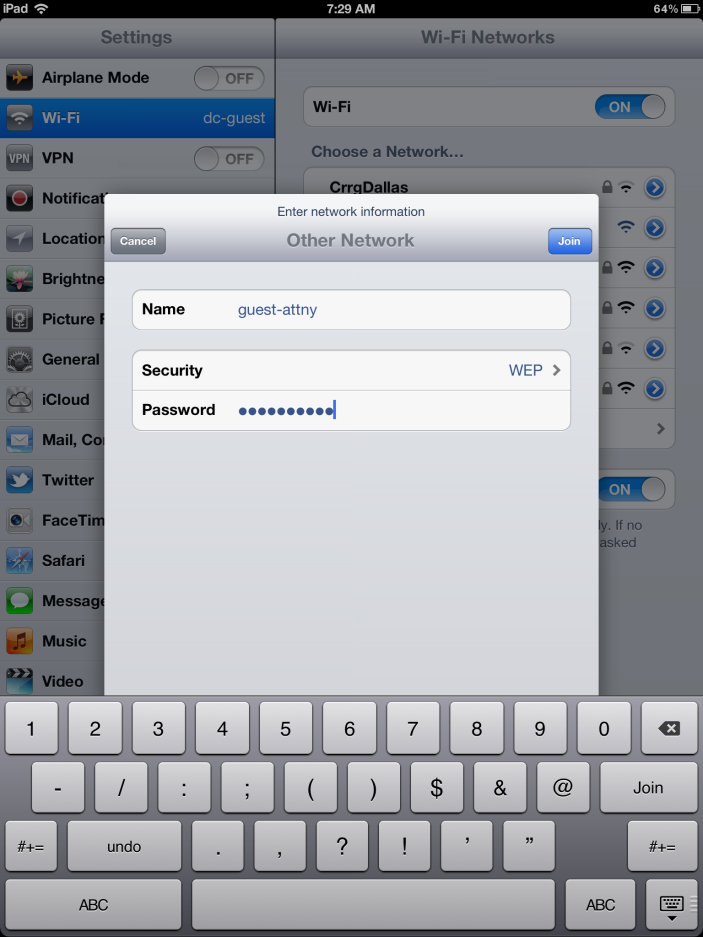 iPad 7:29 AM 64%
Settings Wi-Fi Networks
Airplane Mode OFF
Wi-Fi dc-guest
Wi-Fi ON
VPN VPN OFF
Choose a Network...
CrrgDallas
Notificat
Enter network information
Cancel Other Network Join
Location
Brightne
Name guest-attny
Picture F
General
Security WEP
iCloud
Password ••••••••••
Mail, Co
Twitter
ON
FaceTim
ly. If no
asked
Safari
Message
Music
Video
1 2 3 4 5 6 7 8 9 0
- / : ; ( ) $ & @ Join
#+= undo . , ? ! ’ ” #+=
ABC ABC